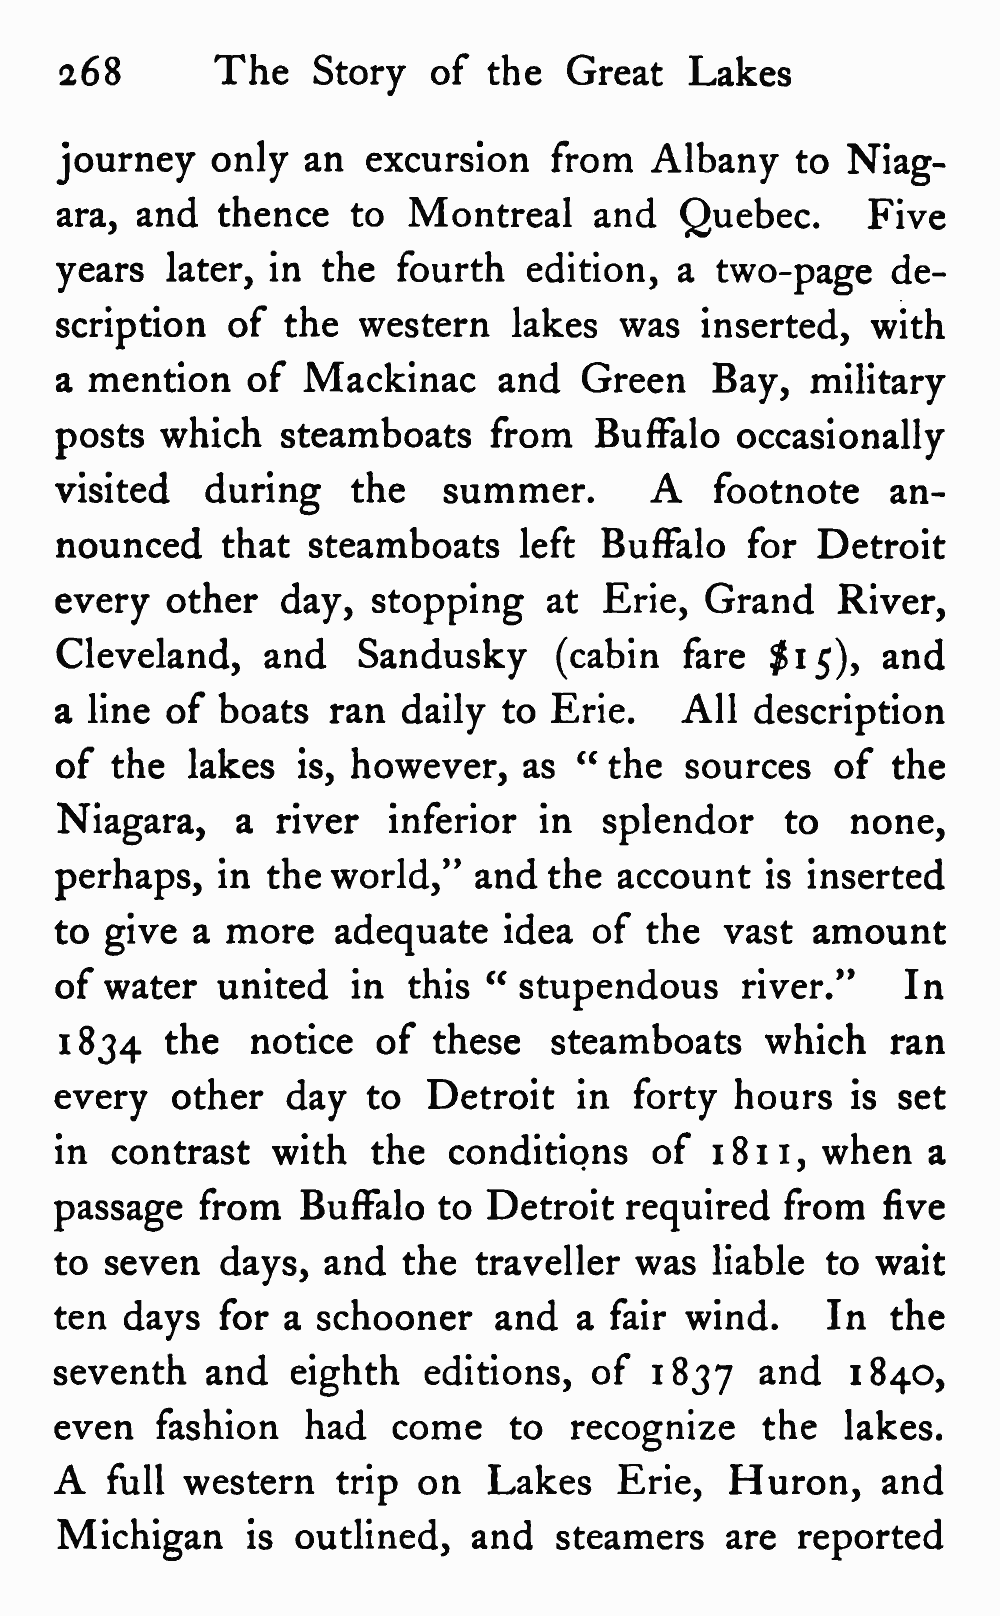 268 The Story of the Great Lakes
journey only an excursion from Albany to Niag-
ara, and thence to Montreal and Quebec. Five
years later, in the fourth edition, a two-page de-
scription of the western lakes was inserted, with
a mention of Mackinac and Green Bay, military
posts which steamboats from Buffalo occasionally
visited during the summer. A footnote an-
nounced that steamboats left Buffalo for Detroit
every other day, stopping at Erie, Grand River,
Cleveland, and Sandusky (cabin fare $15), and
a line of boats ran daily to Erie. All description
of the lakes is, however, as “ the sources of the
Niagara, a river inferior in splendor to none,
perhaps, in the world,” and the account is inserted
to give a more adequate idea of the vast amount
of water united in this “ stupendous river.” In
1834 the notice of these steamboats which ran
every other day to Detroit in forty hours is set
in contrast with the conditions of 1811, when a
passage from Buffalo to Detroit required from five
to seven days, and the traveller was liable to wait
ten days for a schooner and a fair wind. In the
seventh and eighth editions, of 1837 and 1840,
even fashion had come to recognize the lakes.
A full western trip on Lakes Erie, Huron, and
Michigan is outlined, and steamers are reported